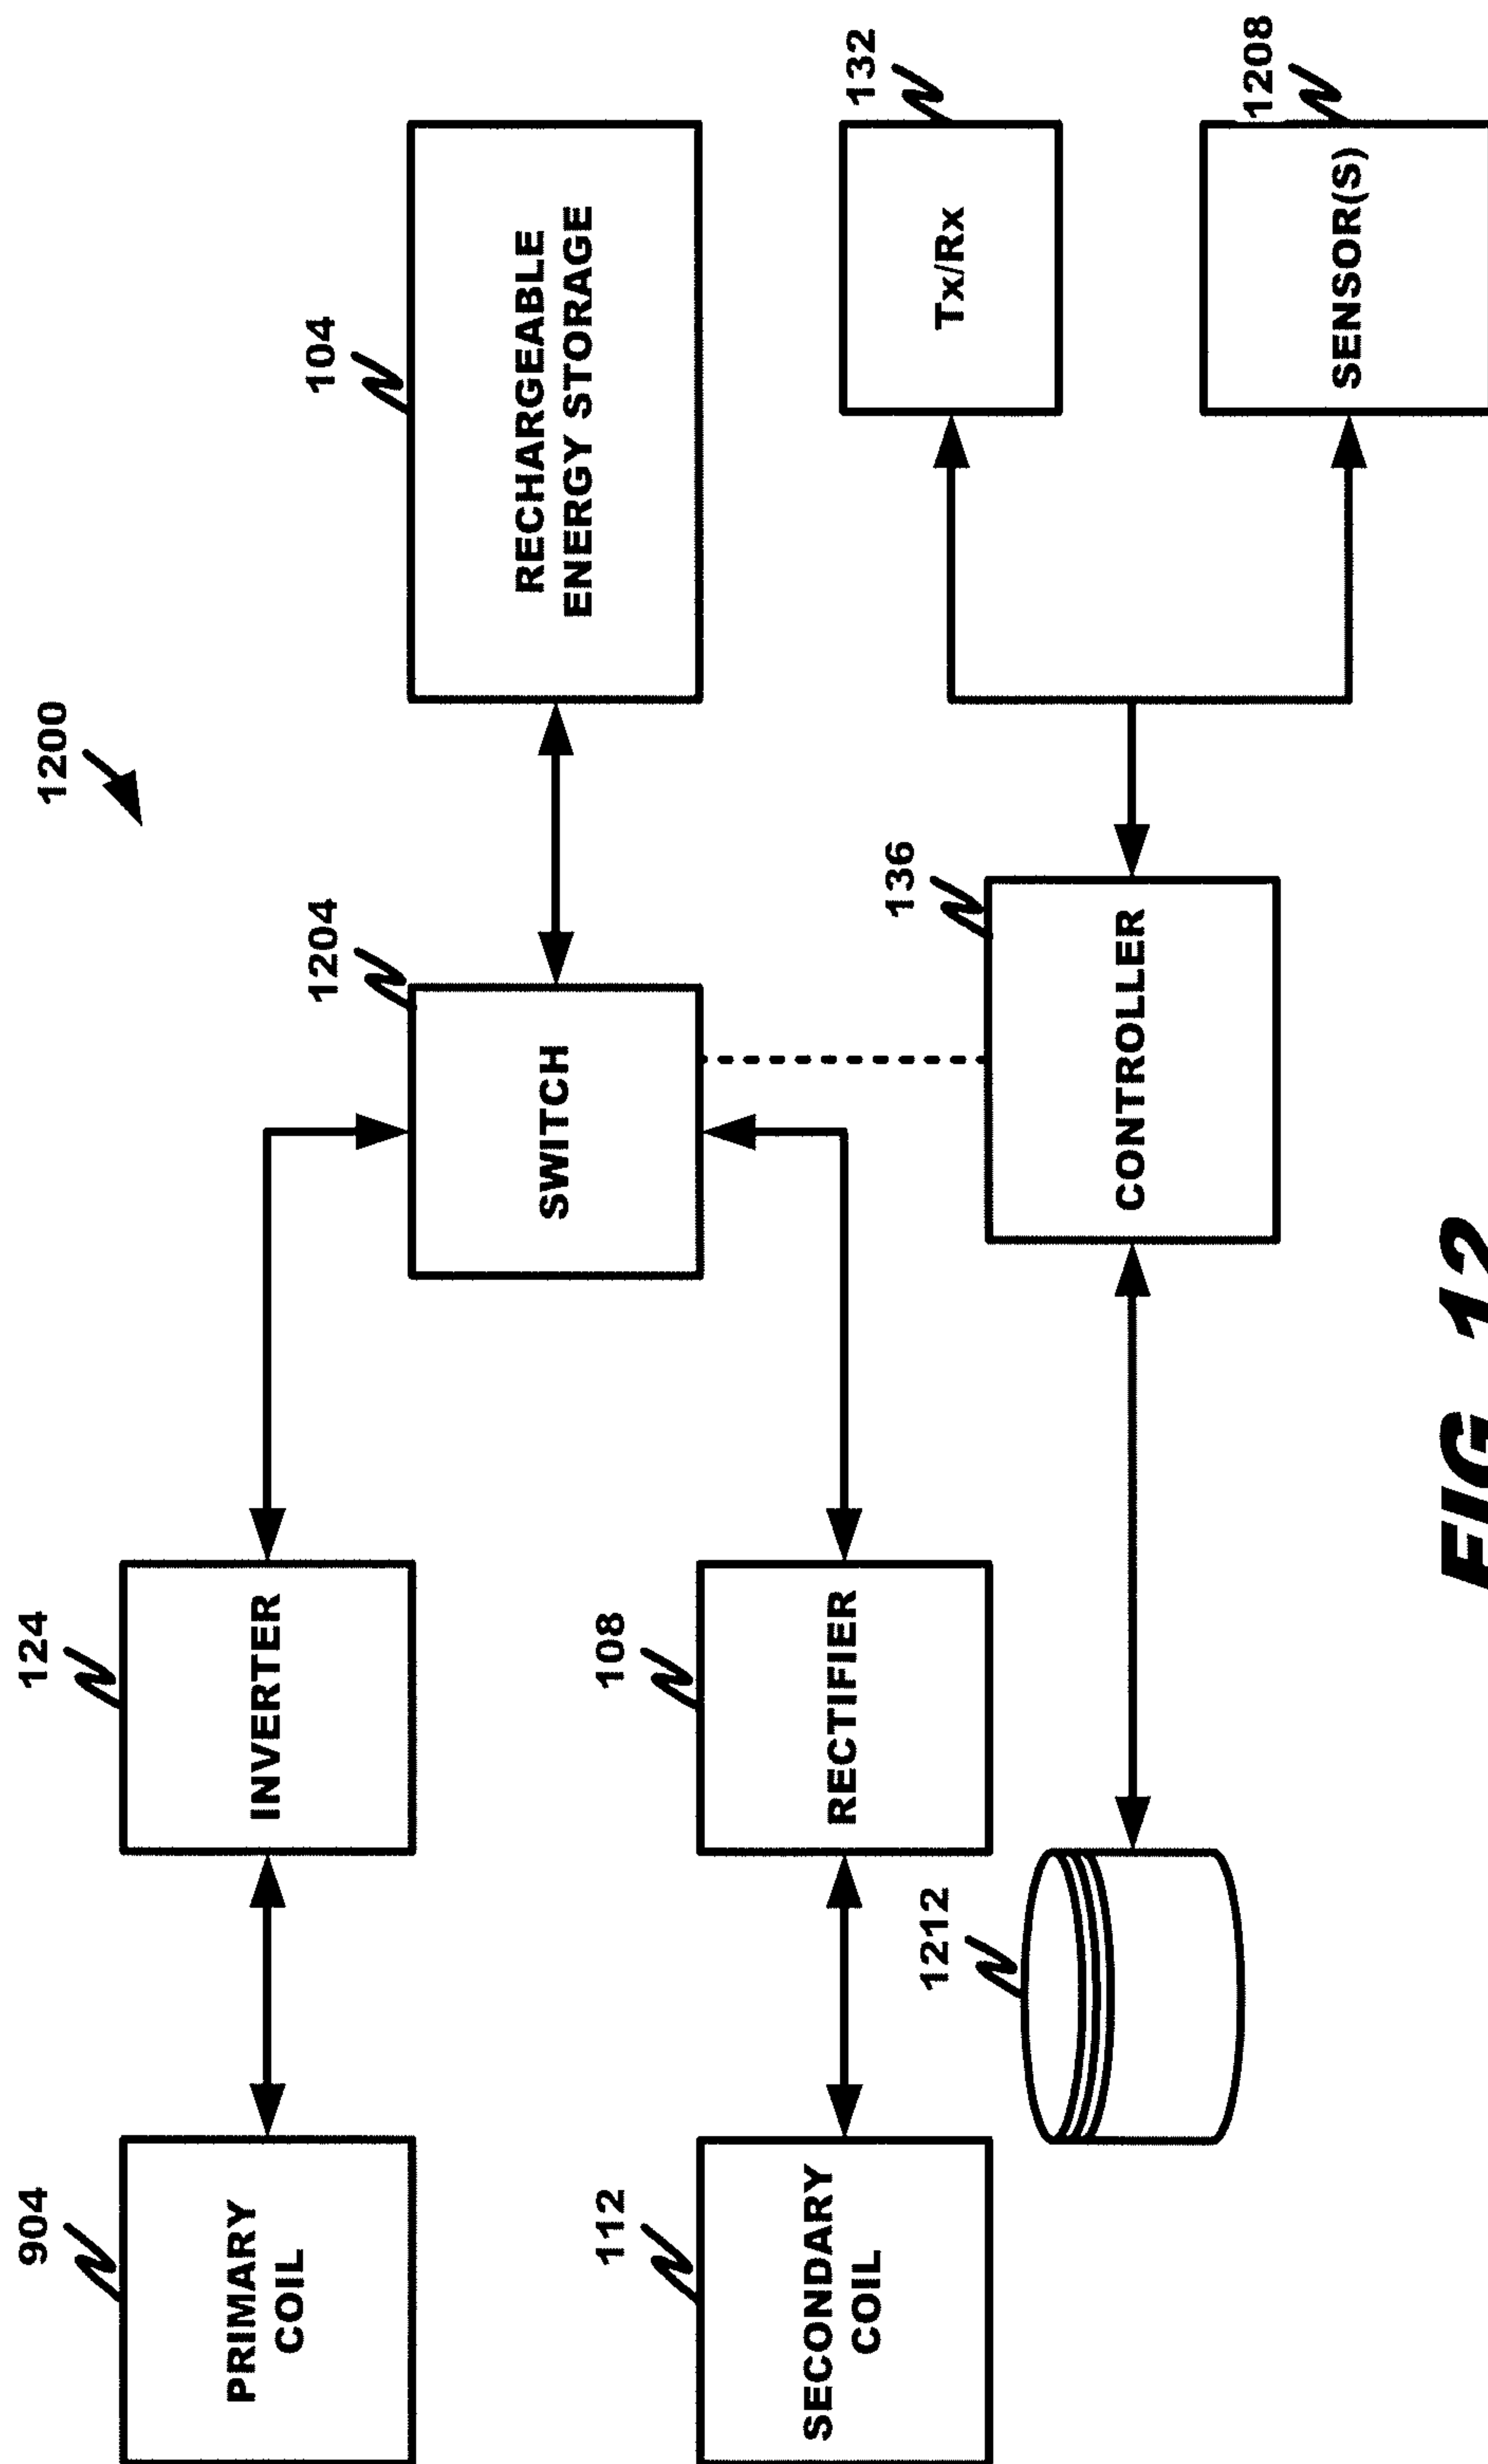 1200
904
PRIMARY
COIL
124
INVERTER
1204
SWITCH
104
RECHARGEABLE
ENERGY STORAGE
112
SECONDARY
COIL
108
RECTIFIER
136
CONTROLLER
132
Tx/Rx
1212
1208
SENSOR(S)
FIG. 12